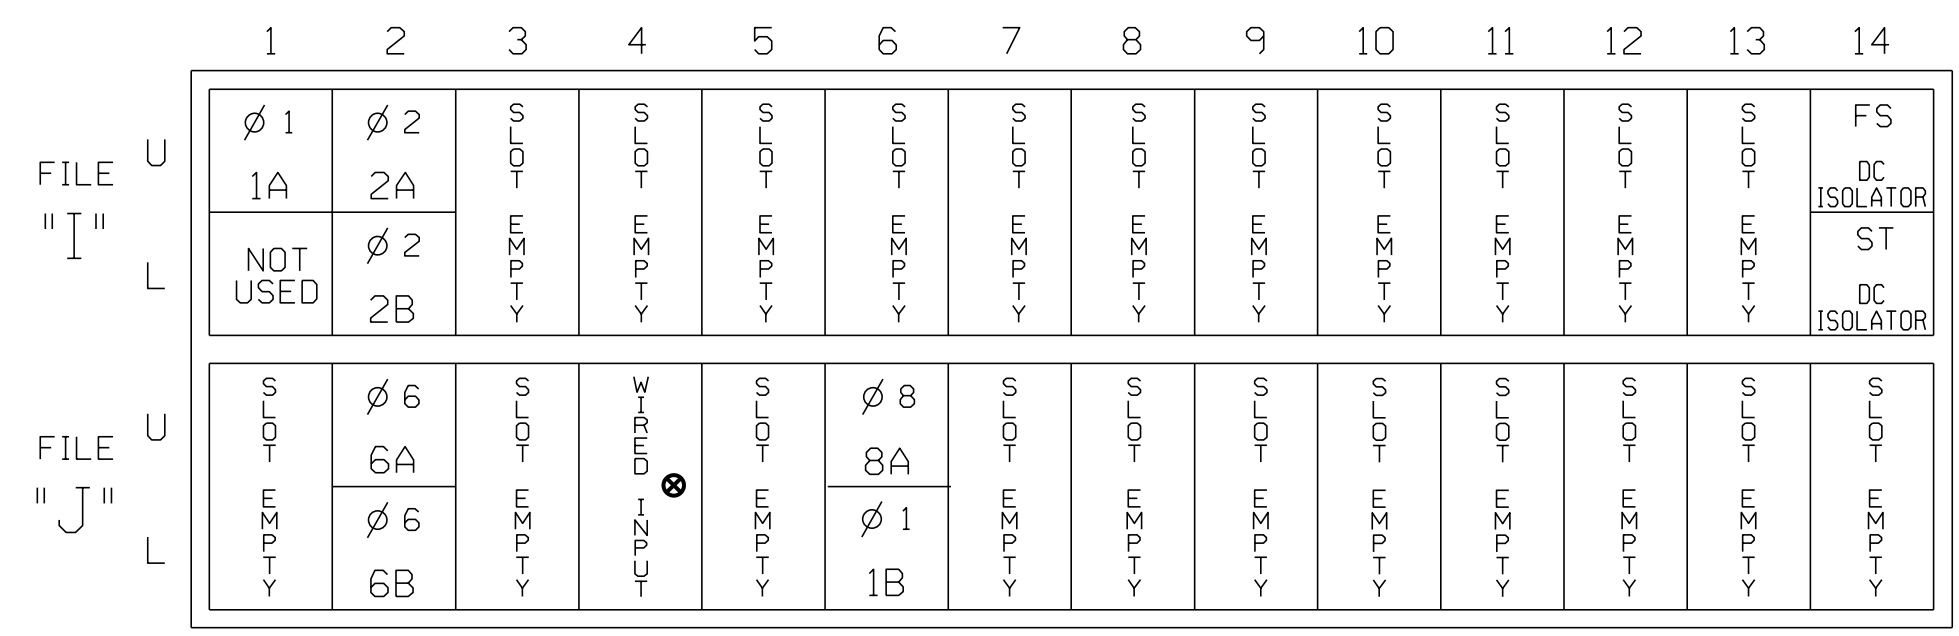 1 2 3 4 5 6 7 8 9 10 11 12 13 14
FILE "I"
U
L
Ø 1
1A
NOT USED
Ø 2
2A
Ø 2
2B
SLOT EMPTY
SLOT EMPTY
SLOT EMPTY
SLOT EMPTY
SLOT EMPTY
SLOT EMPTY
SLOT EMPTY
SLOT EMPTY
SLOT EMPTY
SLOT EMPTY
SLOT EMPTY
FS
DC
ISOLATOR
ST
DC
ISOLATOR
FILE "J"
U
L
SLOT EMPTY
Ø 6
6A
Ø 6
6B
SLOT EMPTY
WIRED INPUT
SLOT EMPTY
Ø 8
8A
Ø 1
1B
SLOT EMPTY
SLOT EMPTY
SLOT EMPTY
SLOT EMPTY
SLOT EMPTY
SLOT EMPTY
SLOT EMPTY
SLOT EMPTY